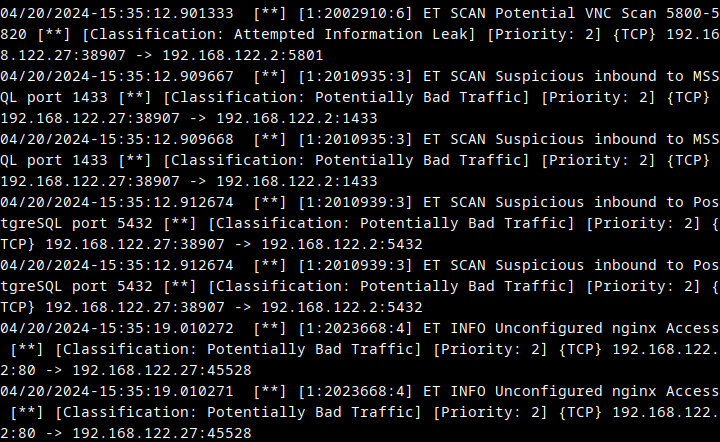 04/20/2024-15:35:12.901333  [**] [1:2002910:6] ET SCAN Potential VNC Scan 5800-5
820 [**] [Classification: Attempted Information Leak] [Priority: 2] {TCP} 192.16
8.122.27:38907 -> 192.168.122.2:5801
04/20/2024-15:35:12.909667  [**] [1:2010935:3] ET SCAN Suspicious inbound to MSS
QL port 1433 [**] [Classification: Potentially Bad Traffic] [Priority: 2] {TCP}
192.168.122.27:38907 -> 192.168.122.2:1433
04/20/2024-15:35:12.909668  [**] [1:2010935:3] ET SCAN Suspicious inbound to MSS
QL port 1433 [**] [Classification: Potentially Bad Traffic] [Priority: 2] {TCP}
192.168.122.27:38907 -> 192.168.122.2:1433
04/20/2024-15:35:12.912674  [**] [1:2010939:3] ET SCAN Suspicious inbound to Pos
tgreSQL port 5432 [**] [Classification: Potentially Bad Traffic] [Priority: 2] {
TCP} 192.168.122.27:38907 -> 192.168.122.2:5432
04/20/2024-15:35:12.912674  [**] [1:2010939:3] ET SCAN Suspicious inbound to Pos
tgreSQL port 5432 [**] [Classification: Potentially Bad Traffic] [Priority: 2] {
TCP} 192.168.122.27:38907 -> 192.168.122.2:5432
04/20/2024-15:35:19.010272  [**] [1:2023668:4] ET INFO Unconfigured nginx Access
 [**] [Classification: Potentially Bad Traffic] [Priority: 2] {TCP} 192.168.122.
2:80 -> 192.168.122.27:45528
04/20/2024-15:35:19.010271  [**] [1:2023668:4] ET INFO Unconfigured nginx Access
 [**] [Classification: Potentially Bad Traffic] [Priority: 2] {TCP} 192.168.122.
2:80 -> 192.168.122.27:45528